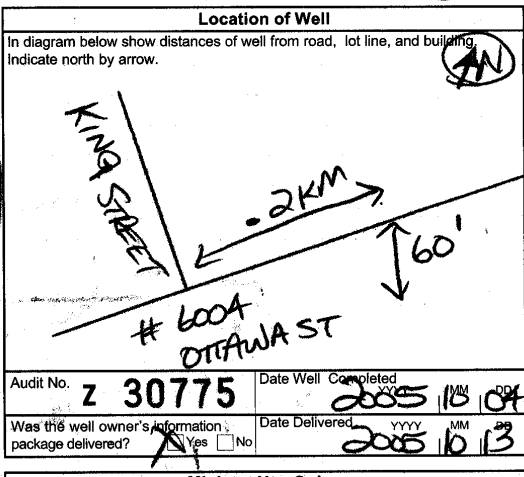 Location of Well
In diagram below show distances of well from road, lot line, and building.
Indicate north by arrow.
N
KING STREET
.2KM
60'
# 6004
OTTAWA ST
Audit No. Z 30775
Date Well Completed YYYY MM DD
2005 10 04
Was the well owner's information
package delivered? Yes No
Date Delivered YYYY MM DD
2005 10 13